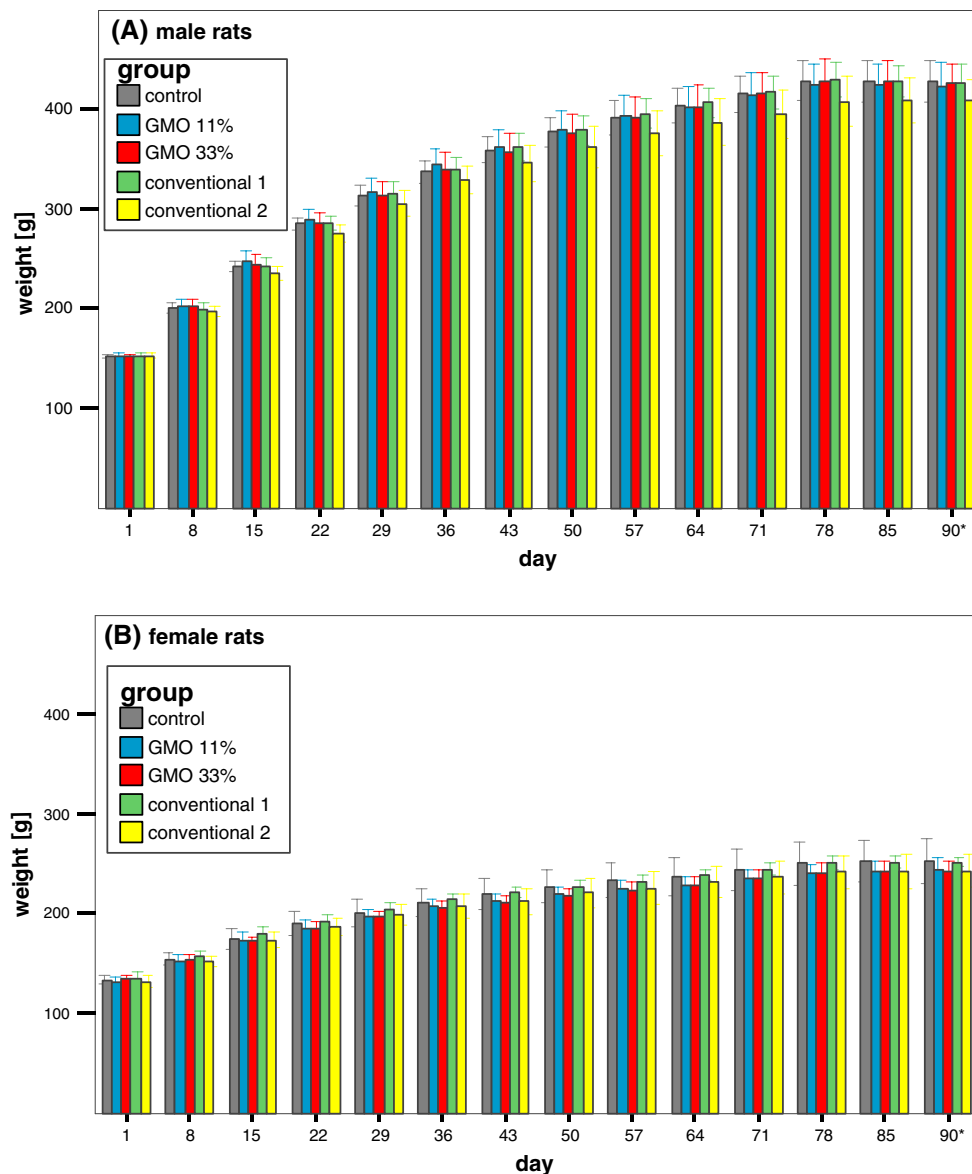 (A) male rats
group
control
GMO 11%
GMO 33%
conventional 1
conventional 2
400
300
200
100
weight [g]
1 8 15 22 29 36 43 50 57 64 71 78 85 90*
day
(B) female rats
group
control
GMO 11%
GMO 33%
conventional 1
conventional 2
400
300
200
100
weight [g]
1 8 15 22 29 36 43 50 57 64 71 78 85 90*
day